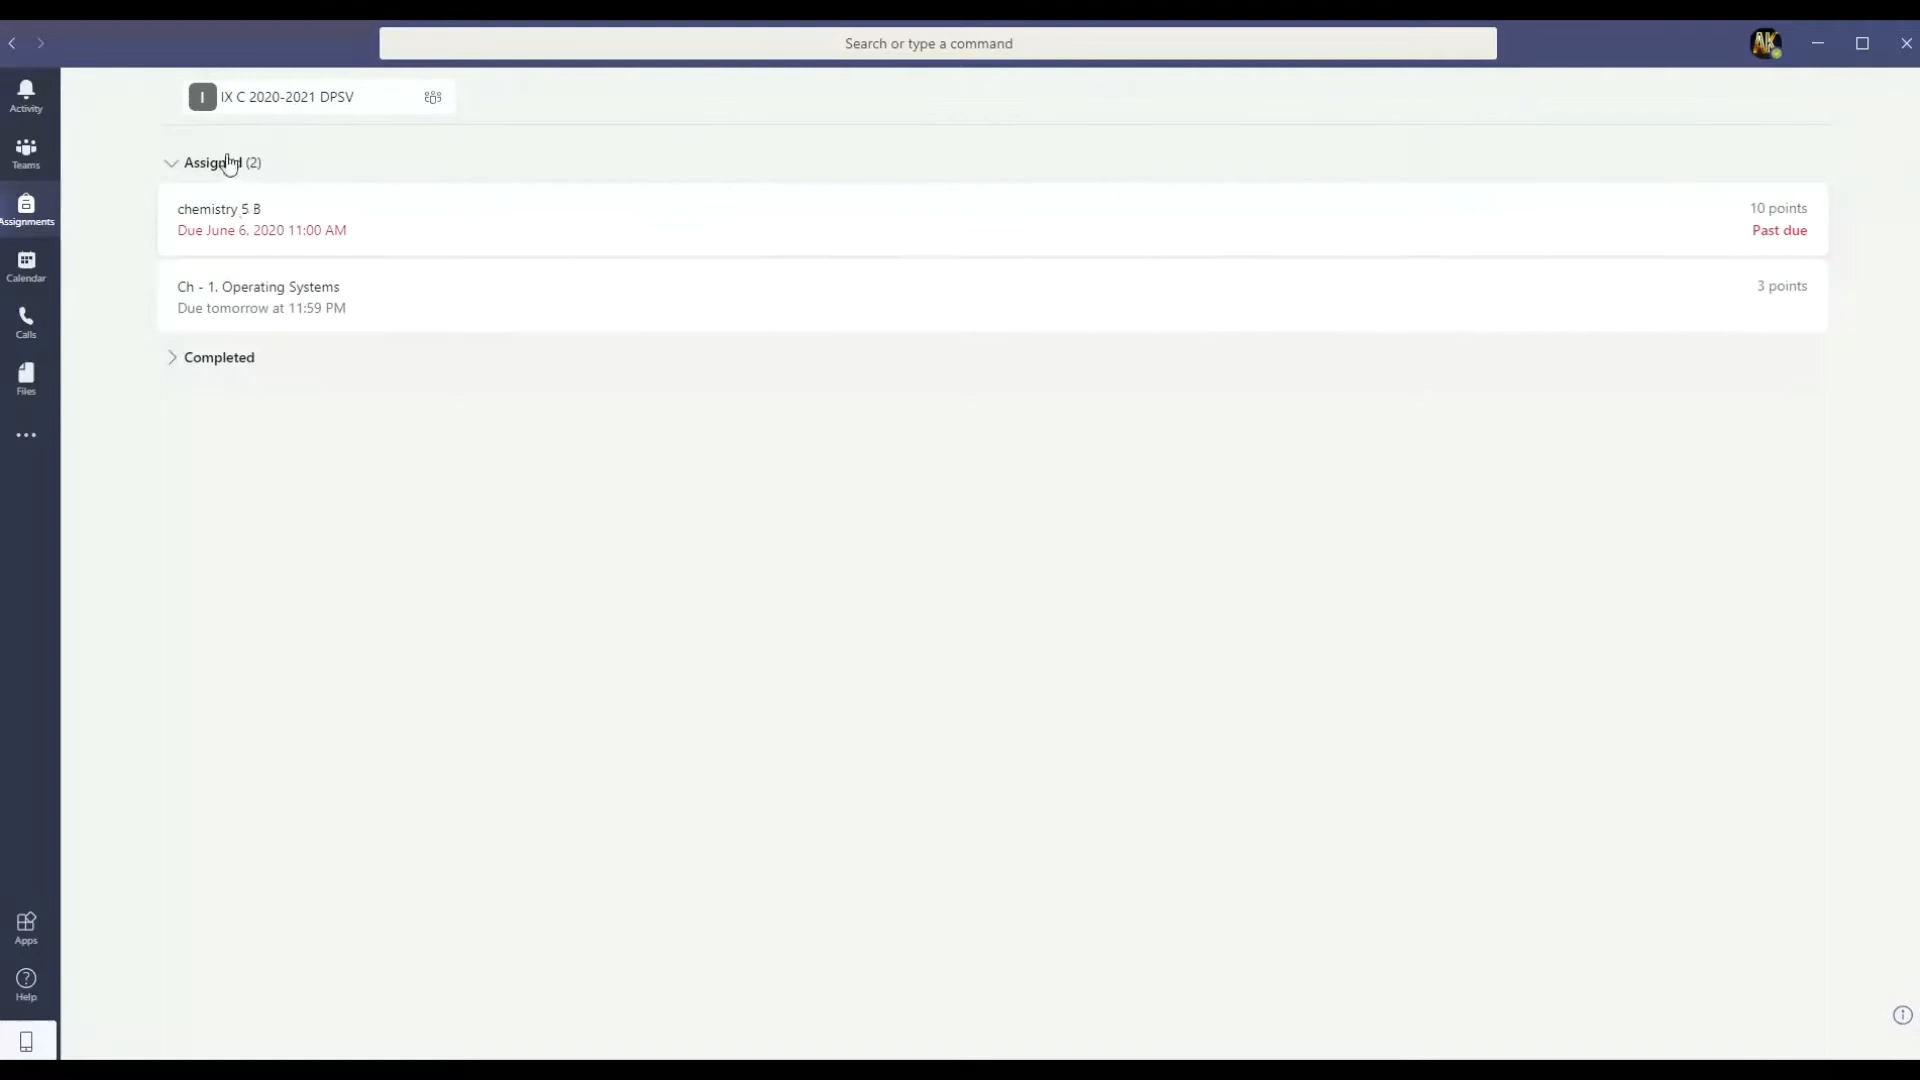 Search or type a command
AK
Activity
Teams
Assignments
Calendar
Calls
Files
Apps
Help
I IX C 2020-2021 DPSV
Assigned (2)
chemistry 5 B
10 points
Due June 6, 2020 11:00 AM
Past due
Ch - 1. Operating Systems
3 points
Due tomorrow at 11:59 PM
Completed